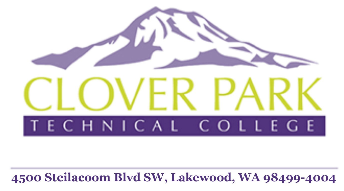 CLOVER PARK
TECHNICAL COLLEGE
4500 Steilacoom Blvd SW, Lakewood, WA 98499-4004